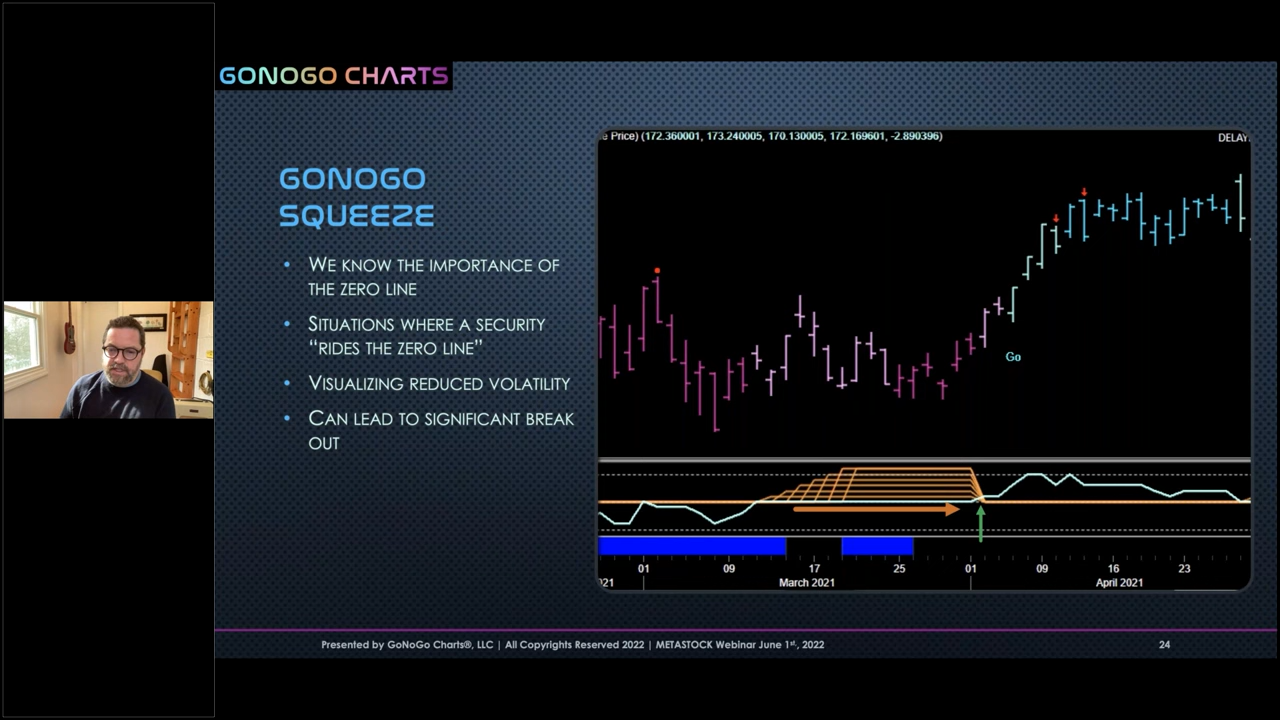 GONOGO CHARTS
GONOGO
SQUEEZE
• WE KNOW THE IMPORTANCE OF
THE ZERO LINE
• SITUATIONS WHERE A SECURITY
“RIDES THE ZERO LINE”
• VISUALIZING REDUCED VOLATILITY
• CAN LEAD TO SIGNIFICANT BREAK
OUT
e Price) (172.360001, 173.240005, 170.130005, 172.169601, -2.890396)
DELAY
Go
01 09 17 25 01 09 16 23
21 March 2021 April 2021
Presented by GoNoGo Charts®, LLC | All Copyrights Reserved 2022 | METASTOCK Webinar June 1st, 2022
24